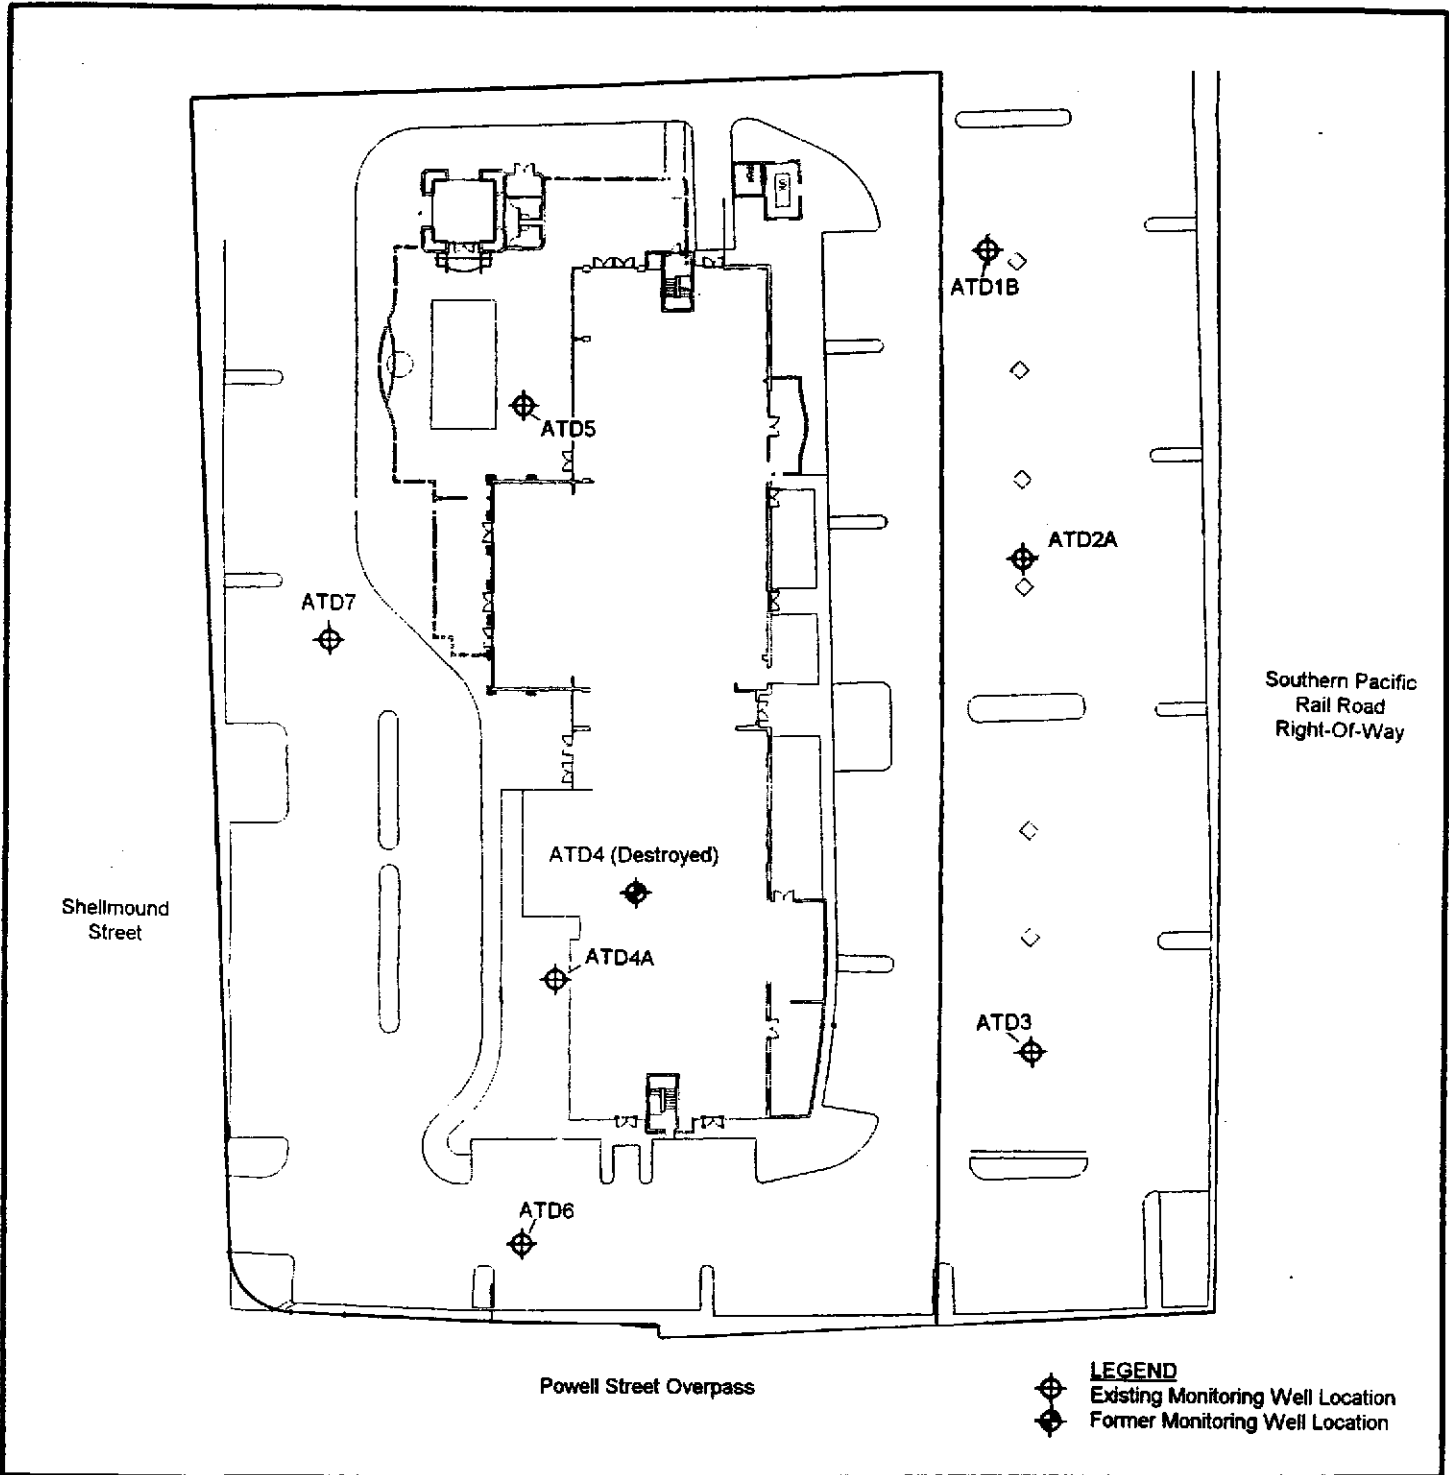 ATD1B
ATD5
ATD2A
ATD7
Southern Pacific
Rail Road
Right-Of-Way
ATD4 (Destroyed)
Shellmound
Street
ATD4A
ATD3
ATD6
Powell Street Overpass
LEGEND
Existing Monitoring Well Location
Former Monitoring Well Location